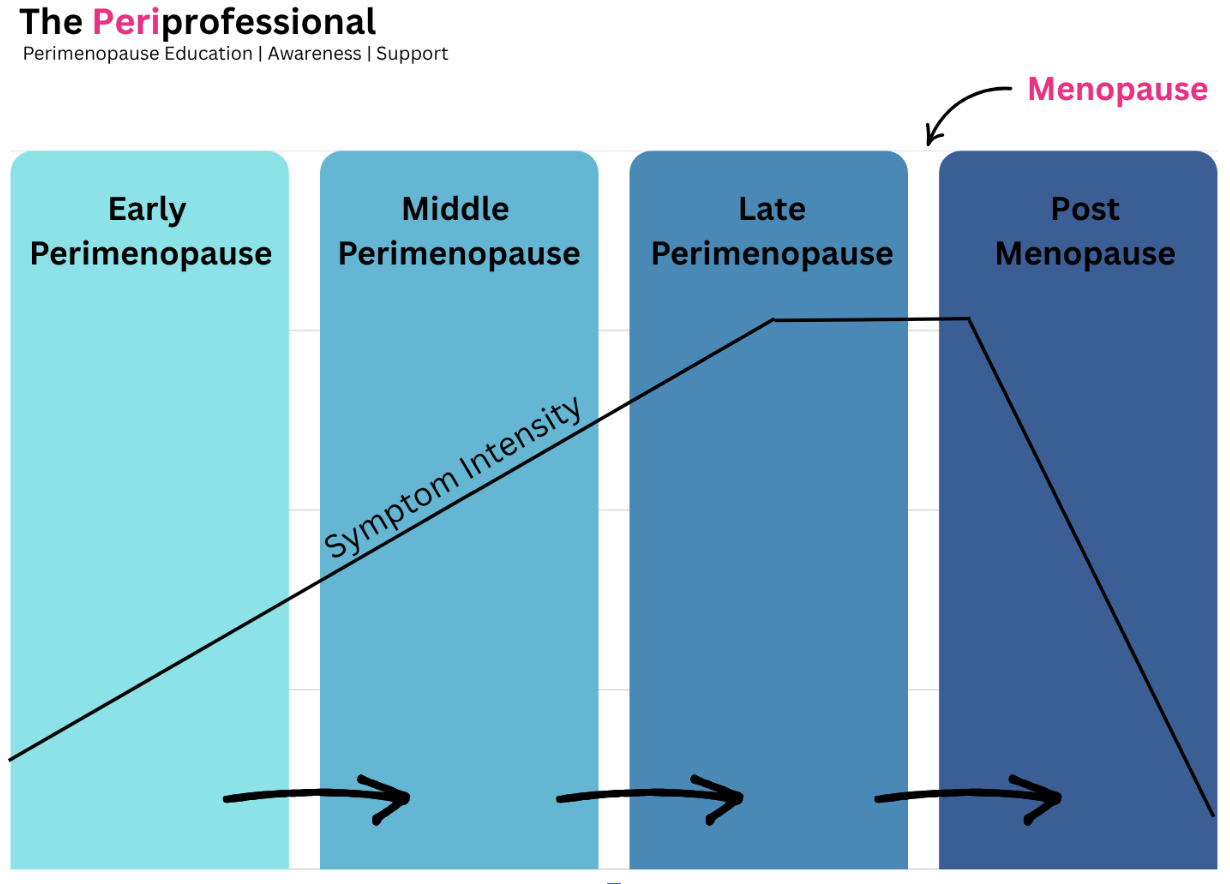 The Periprofessional
Perimenopause Education | Awareness | Support
Menopause
Early
Perimenopause
Middle
Perimenopause
Late
Perimenopause
Post
Menopause
Symptom Intensity